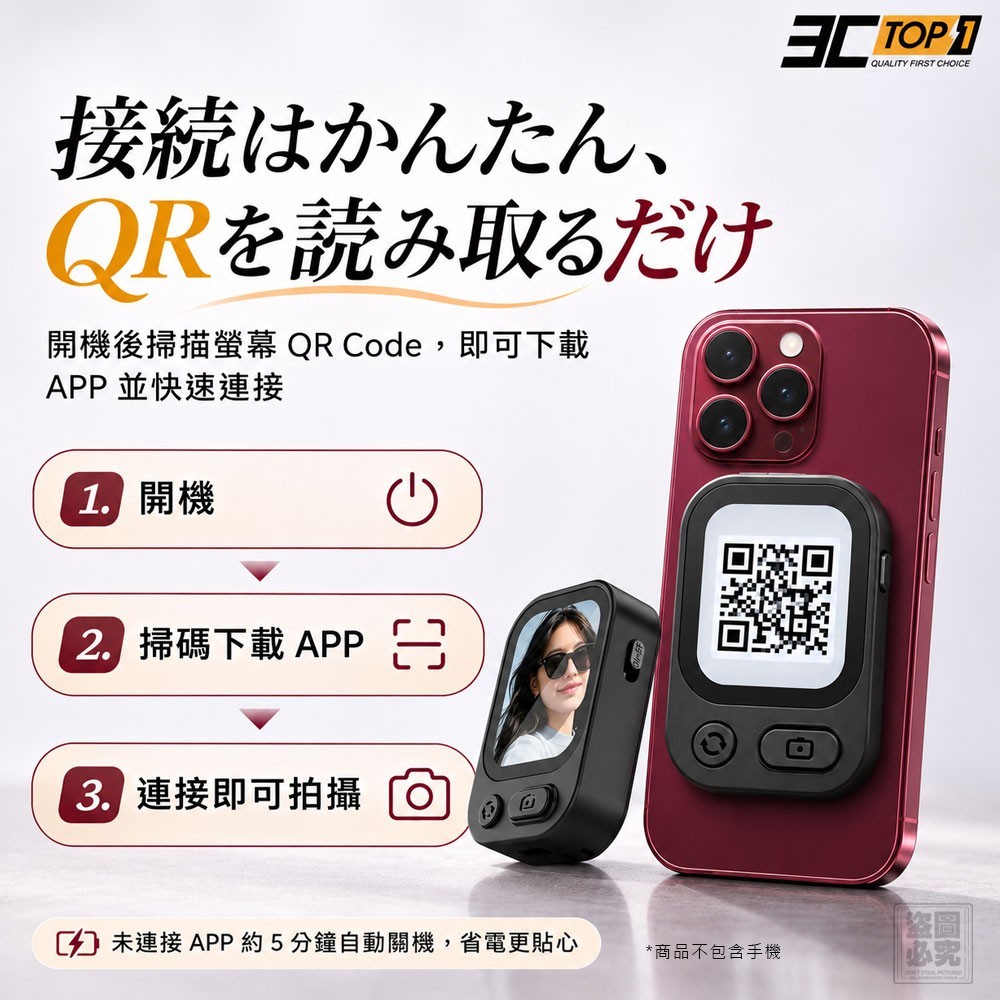 3C TOP1
QUALITY FIRST CHOICE
接続はかんたん、
QRを読み取るだけ
開機後掃描螢幕 QR Code，即可下載
APP 並快速連接
1. 開機
2. 掃碼下載 APP
3. 連接即可拍攝
未連接 APP 約 5 分鐘自動關機，省電更貼心
*商品不包含手機
盜圖
必究
DON'T STEAL PICTURES